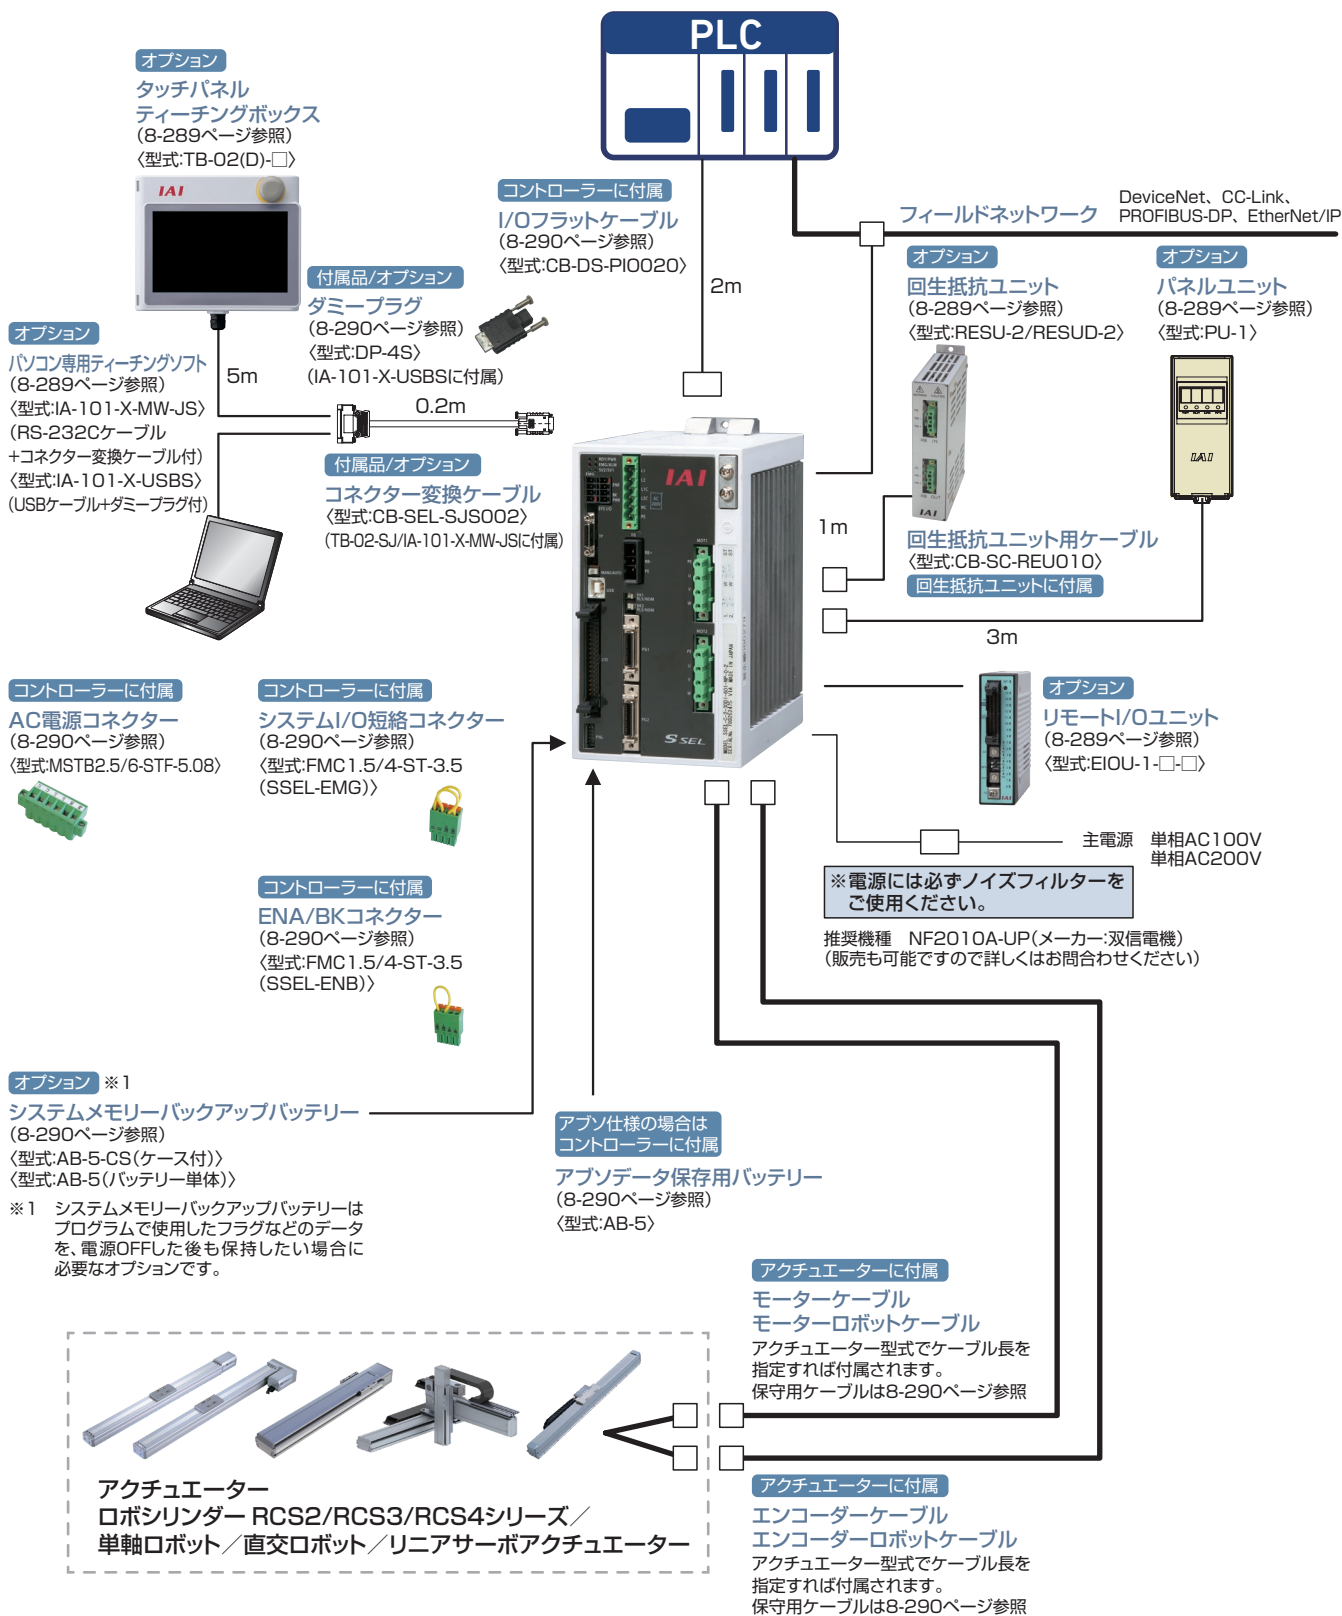 PLC
オプション
タッチパネル
ティーチングボックス
(8-289ページ参照)
〈型式:TB-02(D)-□〉
IAI
コントローラーに付属
I/Oフラットケーブル
(8-290ページ参照)
〈型式:CB-DS-PIO020〉
2m
フィールドネットワーク
DeviceNet、CC-Link、
PROFIBUS-DP、EtherNet/IP
付属品/オプション
ダミープラグ
(8-290ページ参照)
〈型式:DP-4S〉
(IA-101-X-USBSに付属)
オプション
回生抵抗ユニット
(8-289ページ参照)
〈型式:RESU-2/RESUD-2〉
IAI
オプション
パネルユニット
(8-289ページ参照)
〈型式:PU-1〉
IAI
オプション
パソコン専用ティーチングソフト
(8-289ページ参照)
〈型式:IA-101-X-MW-JS〉
(RS-232Cケーブル
+コネクター変換ケーブル付)
〈型式:IA-101-X-USBS〉
(USBケーブル+ダミープラグ付)
5m
0.2m
付属品/オプション
コネクター変換ケーブル
〈型式:CB-SEL-SJS002〉
(TB-02-SJ/IA-101-X-MW-JSに付属)
IAI
MOT1
MOT2
S SEL
1m
回生抵抗ユニット用ケーブル
〈型式:CB-SC-REU010〉
回生抵抗ユニットに付属
3m
コントローラーに付属
AC電源コネクター
(8-290ページ参照)
〈型式:MSTB2.5/6-STF-5.08〉
コントローラーに付属
システムI/O短絡コネクター
(8-290ページ参照)
〈型式:FMC1.5/4-ST-3.5
(SSEL-EMG)〉
オプション
リモートI/Oユニット
(8-289ページ参照)
〈型式:EIOU-1-□-□〉
IAI
主電源 単相AC100V
単相AC200V
※電源には必ずノイズフィルターを
ご使用ください。
推奨機種 NF2010A-UP(メーカー:双信電機)
(販売も可能ですので詳しくはお問合わせください)
コントローラーに付属
ENA/BKコネクター
(8-290ページ参照)
〈型式:FMC1.5/4-ST-3.5
(SSEL-ENB)〉
オプション ※1
システムメモリーバックアップバッテリー
(8-290ページ参照)
〈型式:AB-5-CS(ケース付)〉
〈型式:AB-5(バッテリー単体)〉
※1 システムメモリーバックアップバッテリーは
プログラムで使用したフラグなどのデータ
を、電源OFFした後も保持したい場合に
必要なオプションです。
アブソ仕様の場合は
コントローラーに付属
アブソデータ保存用バッテリー
(8-290ページ参照)
〈型式:AB-5〉
アクチュエーターに付属
モーターケーブル
モーターロボットケーブル
アクチュエーター型式でケーブル長を
指定すれば付属されます。
保守用ケーブルは8-290ページ参照
アクチュエーター
ロボシリンダー RCS2/RCS3/RCS4シリーズ／
単軸ロボット／直交ロボット／リニアサーボアクチュエーター
アクチュエーターに付属
エンコーダーケーブル
エンコーダーロボットケーブル
アクチュエーター型式でケーブル長を
指定すれば付属されます。
保守用ケーブルは8-290ページ参照